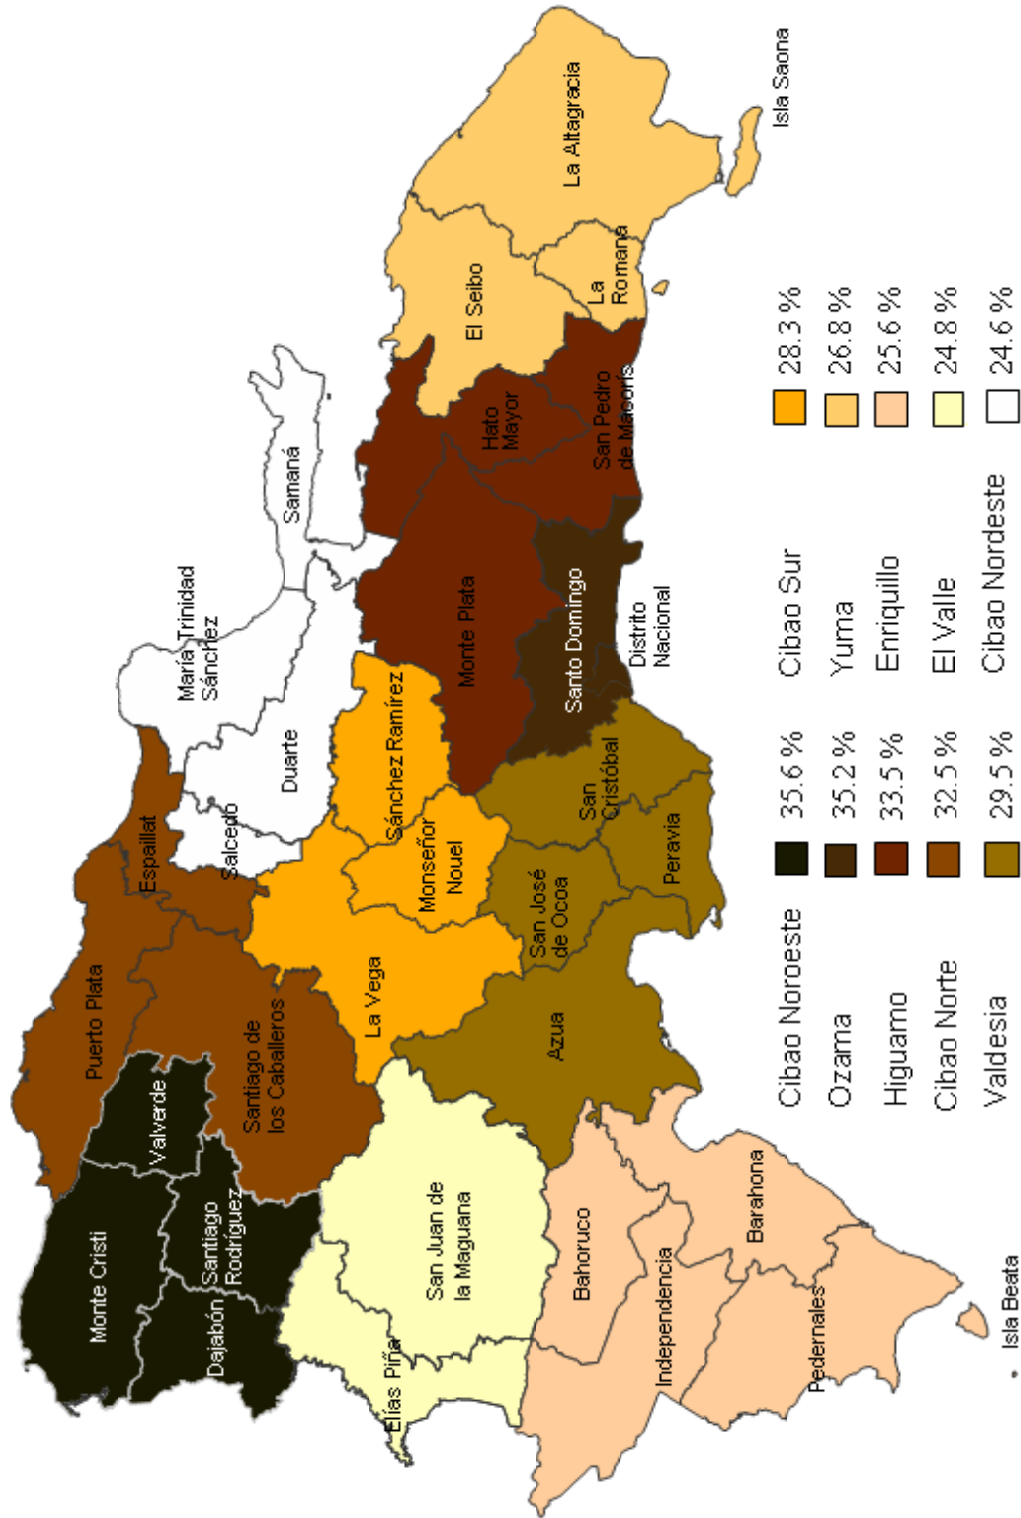 Monte Cristi
Puerto Plata
Espaillat
Valverde
Dajabón
Santiago
Rodríguez
Santiago de
los Caballeros
Salcedo
María Trinidad
Sánchez
Duarte
Samaná
Elías Piña
San Juan de
la Maguana
La Vega
Monseñor
Nouel
Sánchez Ramírez
Monte Plata
Hato
Mayor
El Seibo
La Altagracia
Bahoruco
Azua
San José
de Ocoa
San
Cristóbal
Santo Domingo
San Pedro
de Macorís
La
Romana
Independencia
Peravia
Distrito
Nacional
Barahona
Pedernales
Isla Saona
Isla Beata
Cibao Noroeste 35.6 %
Ozama 35.2 %
Higuamo 33.5 %
Cibao Norte 32.5 %
Valdesia 29.5 %
Cibao Sur 28.3 %
Yuma 26.8 %
Enriquillo 25.6 %
El Valle 24.8 %
Cibao Nordeste 24.6 %